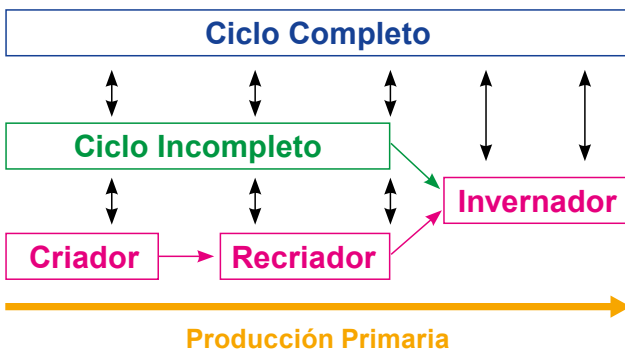 Ciclo Completo
Ciclo Incompleto
Invernador
Criador
Recriador
Producción Primaria